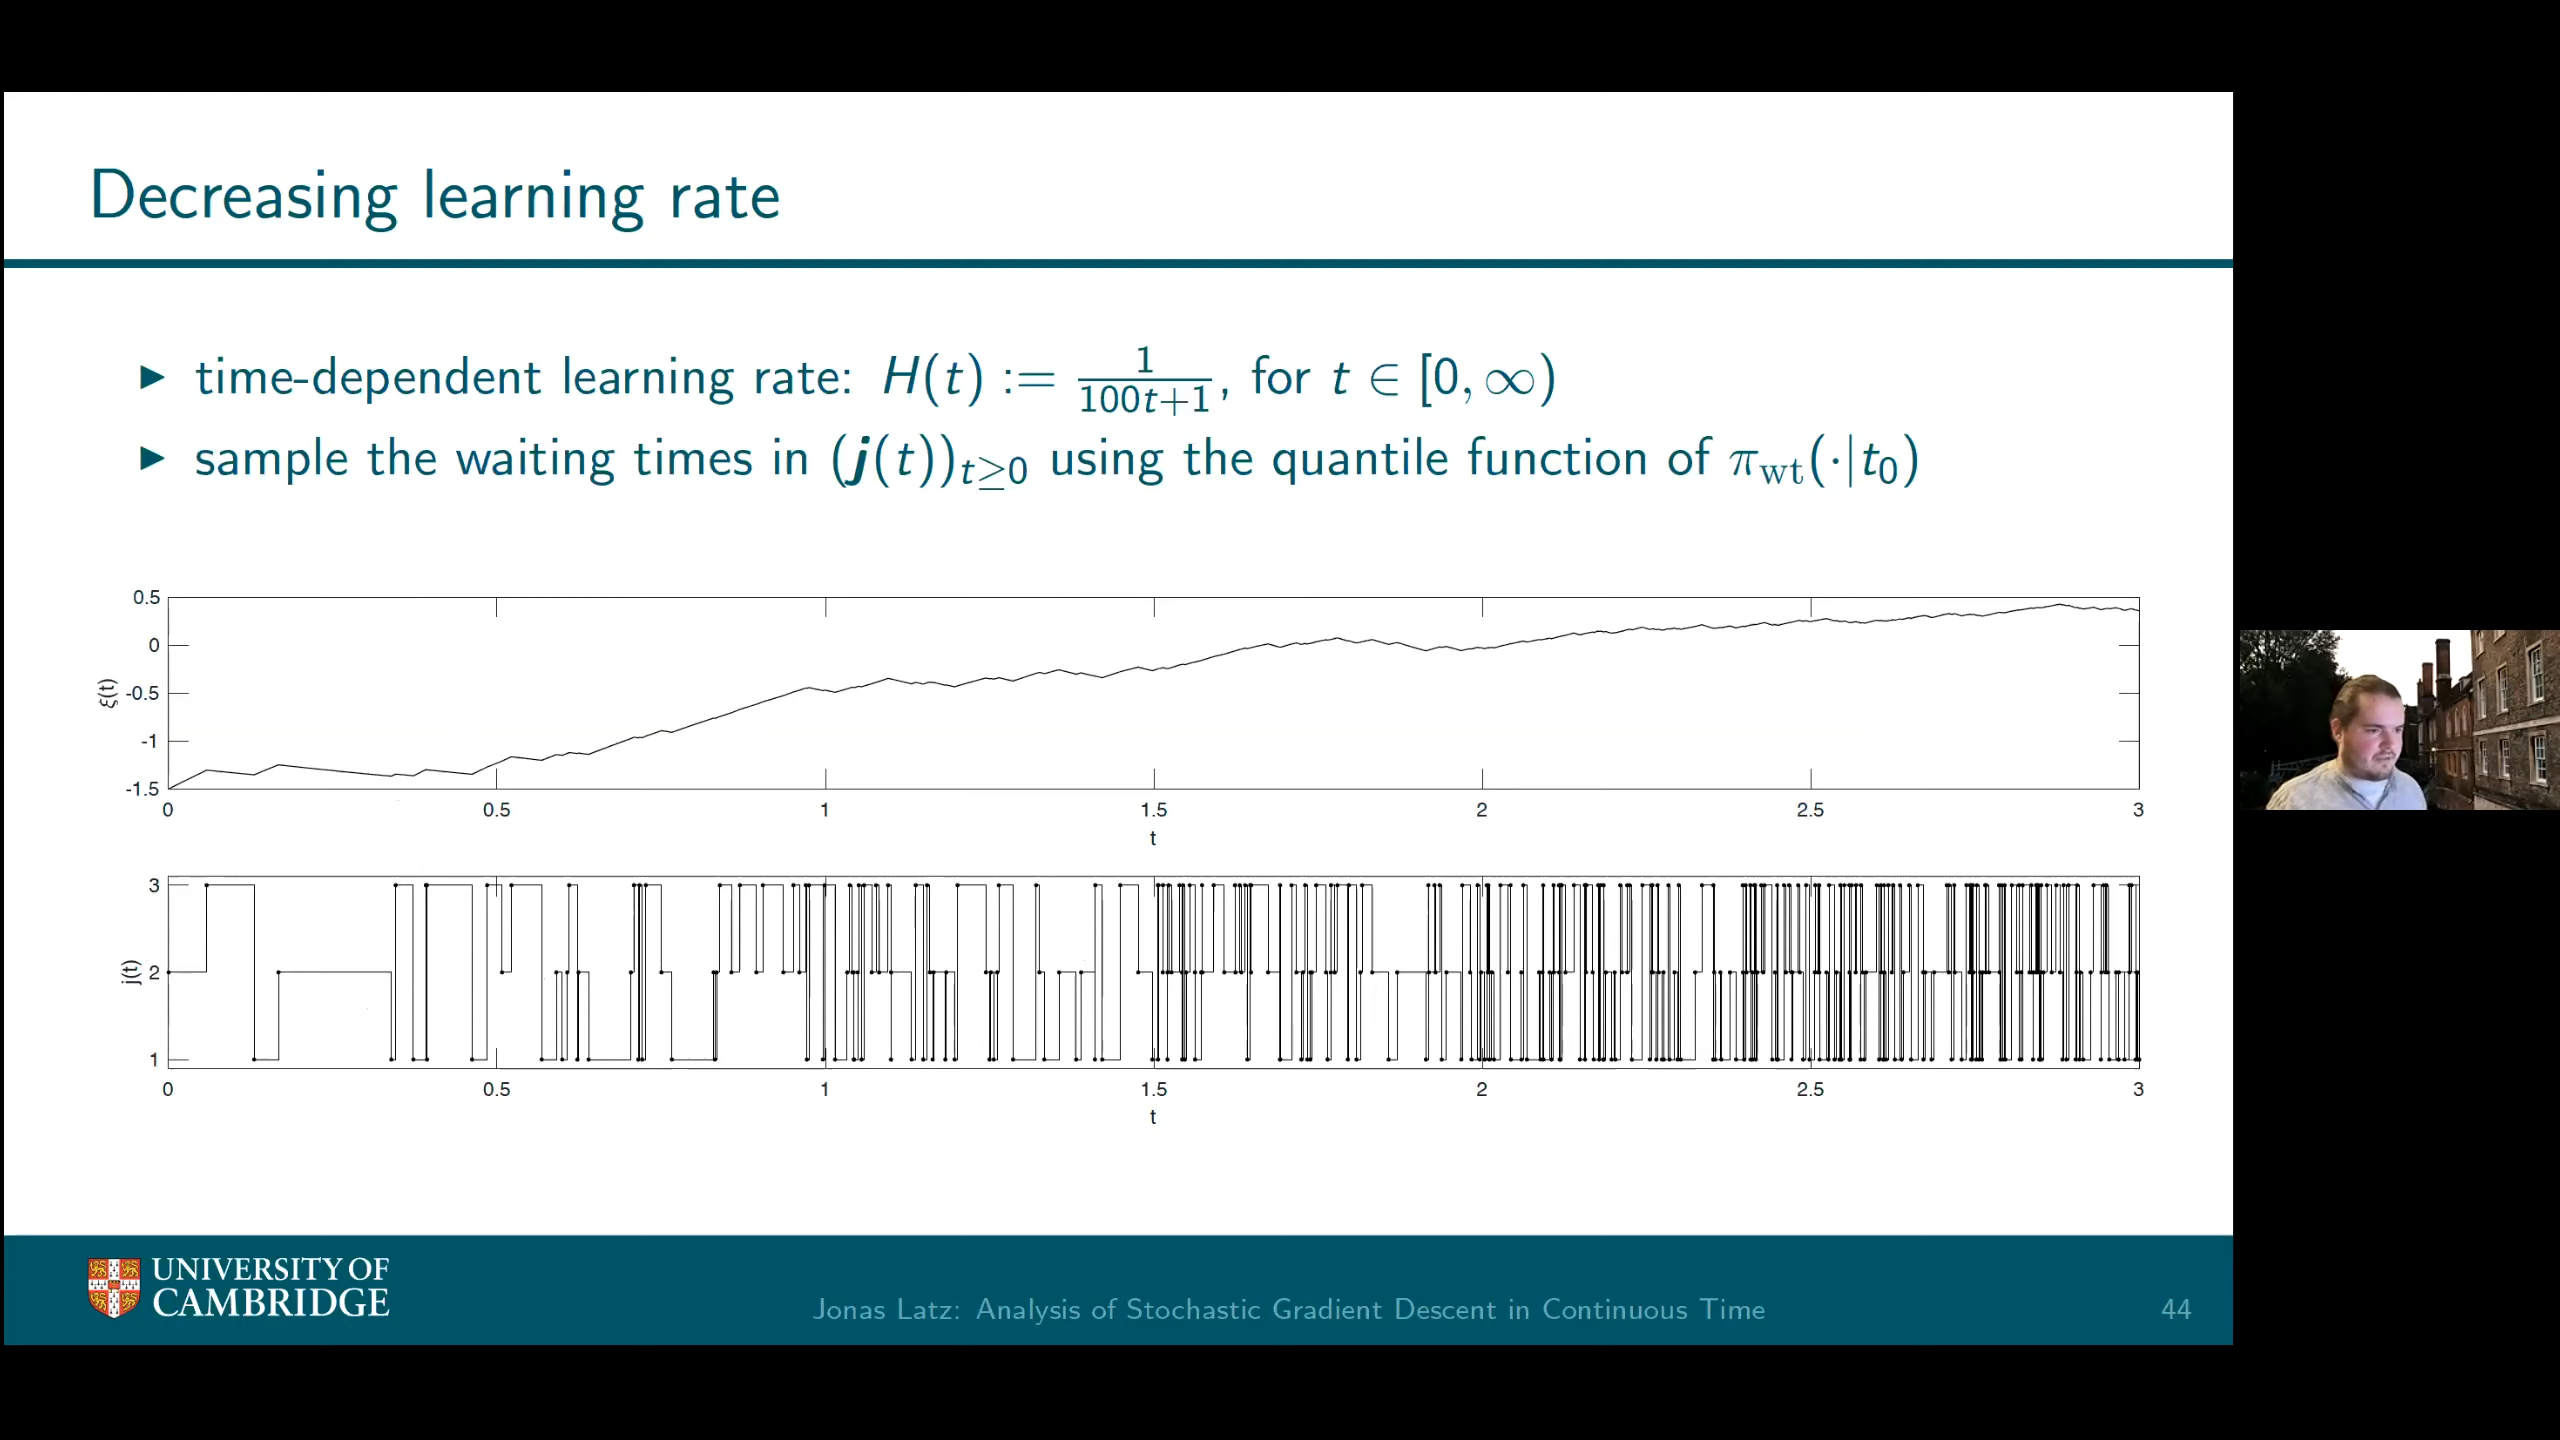 Decreasing learning rate
▶ time-dependent learning rate: H(t) := 1/(100t+1), for t ∈ [0, ∞)
▶ sample the waiting times in (j(t))t≥0 using the quantile function of πwt(·|t0)
0.5
0
-0.5
-1
-1.5
ξ(t)
0 0.5 1 1.5 2 2.5 3
t
3
2
1
j(t)
0 0.5 1 1.5 2 2.5 3
t
UNIVERSITY OF
CAMBRIDGE
Jonas Latz: Analysis of Stochastic Gradient Descent in Continuous Time
44